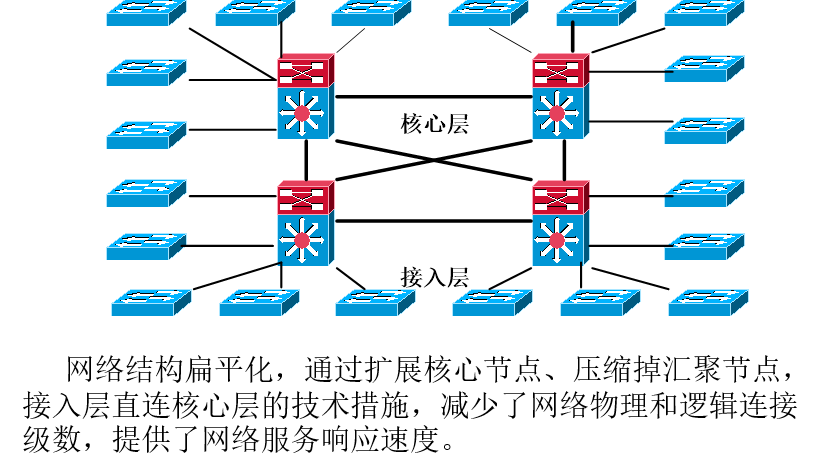 核心层
接入层
网络结构扁平化，通过扩展核心节点、压缩掉汇聚节点，
接入层直连核心层的技术措施，减少了网络物理和逻辑连接
级数，提供了网络服务响应速度。